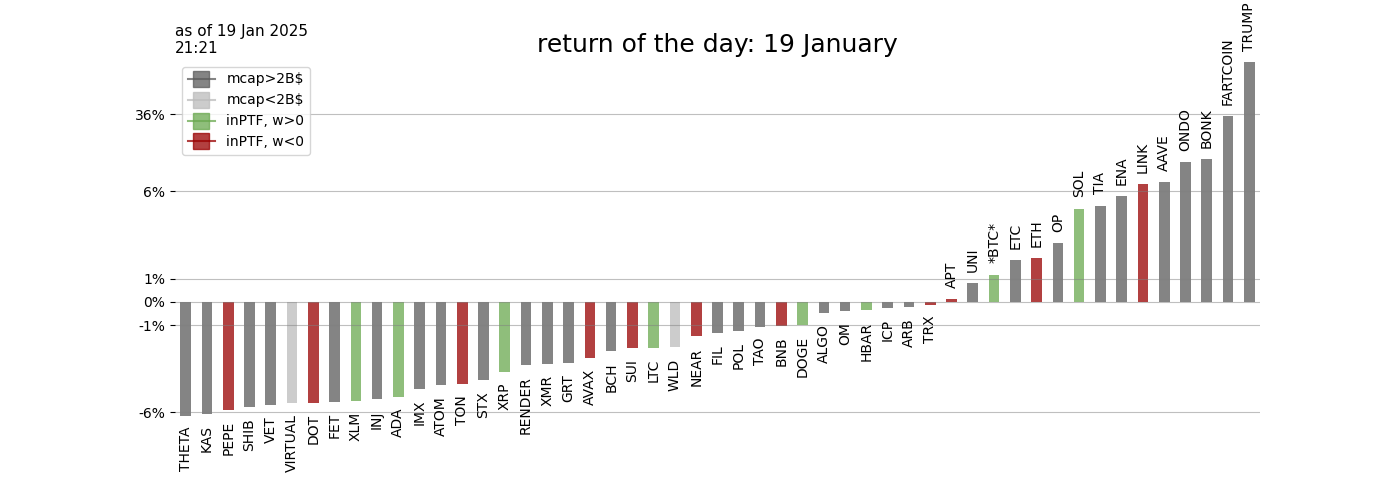 as of 19 Jan 2025
21:21
return of the day: 19 January
mcap>2B$
mcap<2B$
inPTF, w>0
inPTF, w<0
36%
6%
1%
0%
-1%
-6%
THETA
KAS
PEPE
SHIB
VET
VIRTUAL
DOT
FET
XLM
INJ
ADA
IMX
ATOM
TON
STX
XRP
RENDER
XMR
GRT
AVAX
BCH
SUI
LTC
WLD
NEAR
FIL
POL
TAO
BNB
DOGE
ALGO
OM
HBAR
ICP
ARB
TRX
APT
UNI
*BTC*
ETC
ETH
OP
SOL
TIA
ENA
LINK
AAVE
ONDO
BONK
FARTCOIN
TRUMP